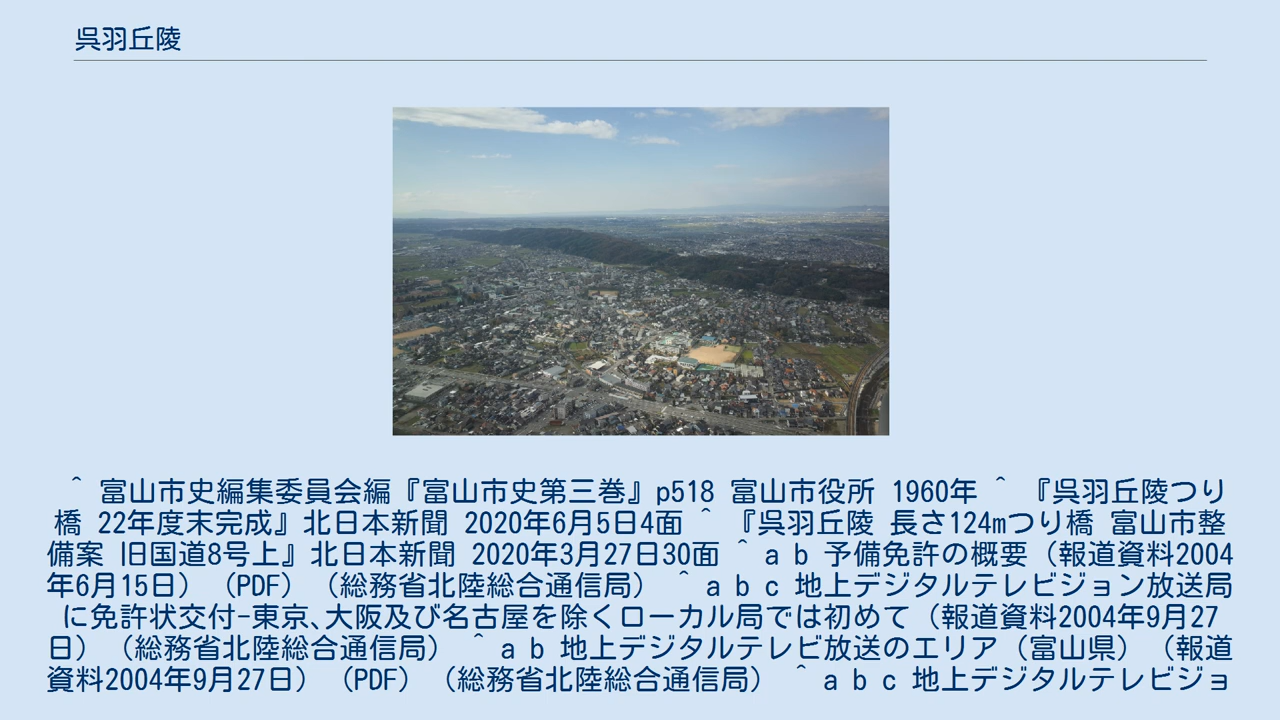 呉羽丘陵
＾ 富山市史編集委員会編『富山市史第三巻』p518 富山市役所 1960年 ＾ 『呉羽丘陵つり
橋 22年度末完成』北日本新聞 2020年6月5日4面 ＾ 『呉羽丘陵 長さ124mつり橋 富山市整
備案 旧国道8号上』北日本新聞 2020年3月27日30面 ＾ a b 予備免許の概要（報道資料2004
年6月15日）（PDF）（総務省北陸総合通信局） ＾ a b c 地上デジタルテレビジョン放送局
に免許状交付−東京、大阪及び名古屋を除くローカル局では初めて（報道資料2004年9月27
日）（総務省北陸総合通信局） ＾ a b 地上デジタルテレビ放送のエリア（富山県）（報道
資料2004年9月27日）（PDF）（総務省北陸総合通信局） ＾ a b c 地上デジタルテレビジョ